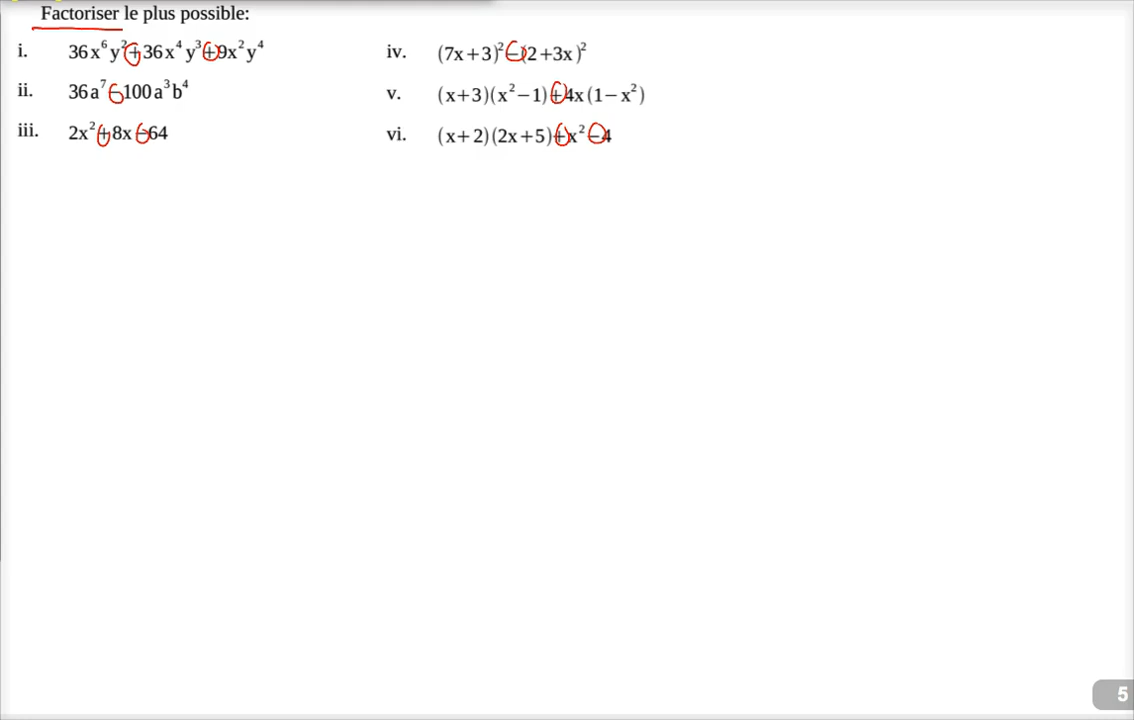 Factoriser le plus possible:
i. 36x⁶y²+36x⁴y³+9x²y⁴
iv. (7x+3)²−(2+3x)²
ii. 36a⁷−100a³b⁴
v. (x+3)(x²−1)+4x(1−x²)
iii. 2x²+8x−64
vi. (x+2)(2x+5)+x²−4
5